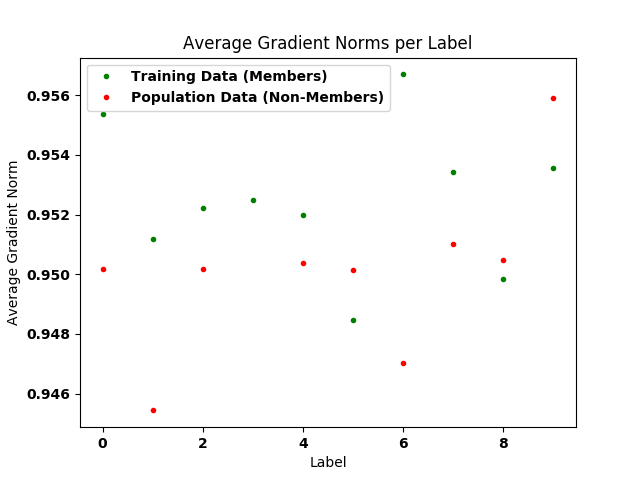 Average Gradient Norms per Label
Training Data (Members)
Population Data (Non-Members)
Average Gradient Norm
0.956
0.954
0.952
0.950
0.948
0.946
0 2 4 6 8
Label